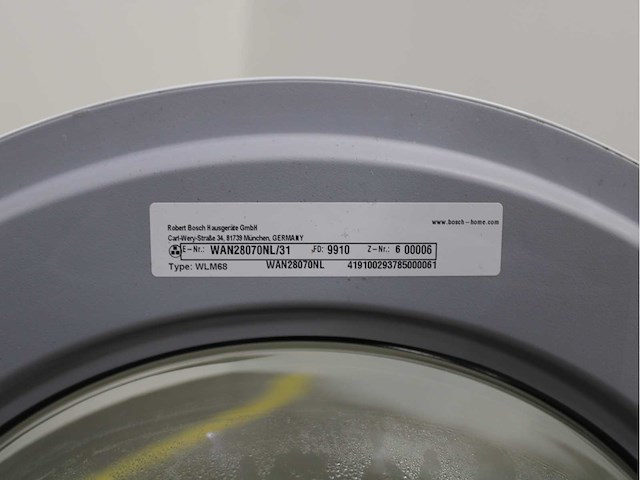 Robert Bosch Hausgeräte GmbH
www.bosch-home.com
Carl-Wery-Straße 34, 81739 München, GERMANY
E-Nr.: WAN28070NL/31 FD: 9910 Z-Nr.: 6 00006
Type: WLM68 WAN28070NL 419100293785000061